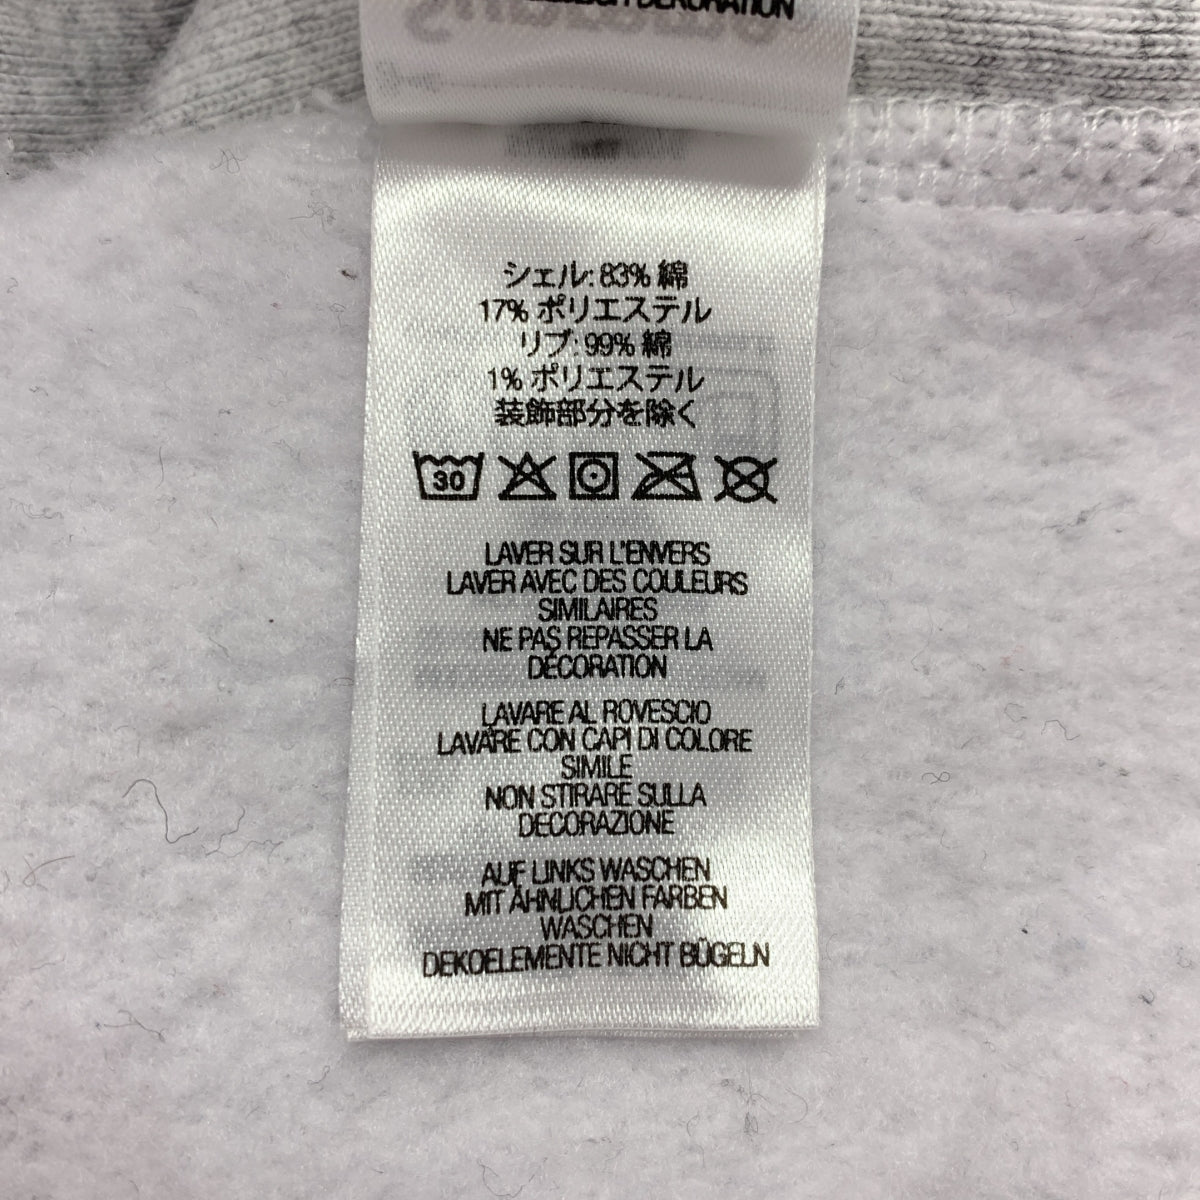 DEKORATION
シェル: 83% 綿
17% ポリエステル
リブ: 99% 綿
1% ポリエステル
装飾部分を除く
30
LAVER SUR L'ENVERS
LAVER AVEC DES COULEURS
SIMILAIRES
NE PAS REPASSER LA
DÉCORATION
LAVARE AL ROVESCIO
LAVARE CON CAPI DI COLORE
SIMILE
NON STIRARE SULLA
DECORAZIONE
AUF LINKS WASCHEN
MIT ÄHNLICHEN FARBEN
WASCHEN
DEKOELEMENTE NICHT BÜGELN